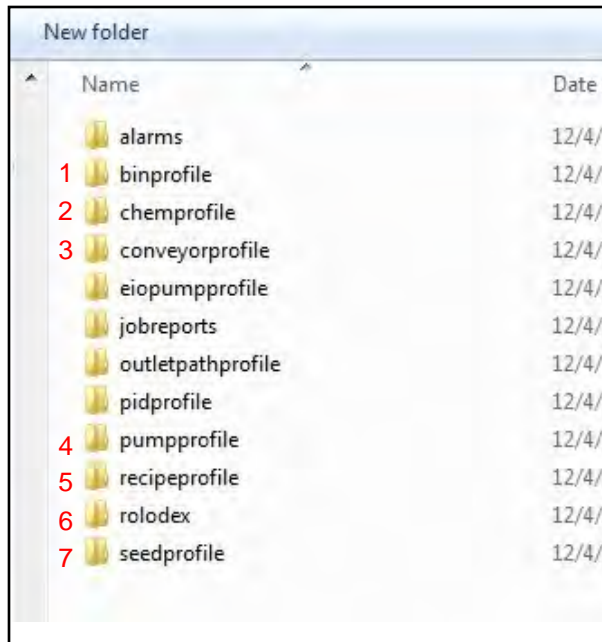 New folder
Name Date
alarms 12/4/
1 binprofile 12/4/
2 chemprofile 12/4/
3 conveyorprofile 12/4/
eiopumpprofile 12/4/
jobreports 12/4/
outletpathprofile 12/4/
pidprofile 12/4/
4 pumpprofile 12/4/
5 recipeprofile 12/4/
6 rolodex 12/4/
7 seedprofile 12/4/